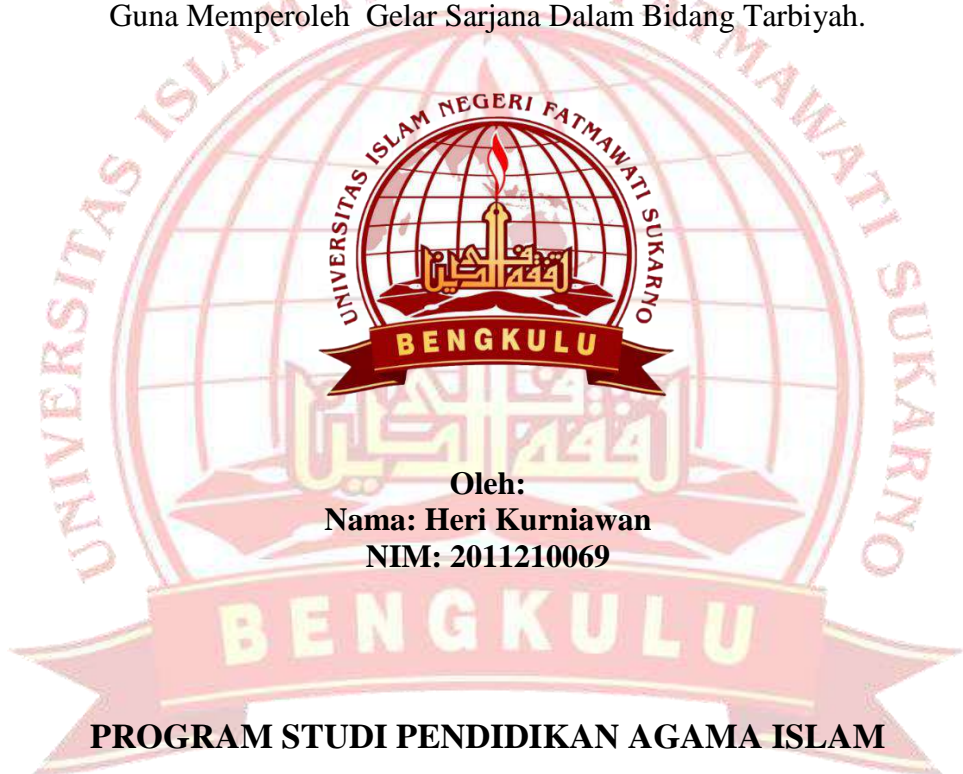 Guna Memperoleh Gelar Sarjana Dalam Bidang Tarbiyah.
UNIVERSITAS ISLAM NEGERI FATMAWATI SUKARNO
BENGKULU
Oleh:
Nama: Heri Kurniawan
NIM: 2011210069
BENGKULU
PROGRAM STUDI PENDIDIKAN AGAMA ISLAM